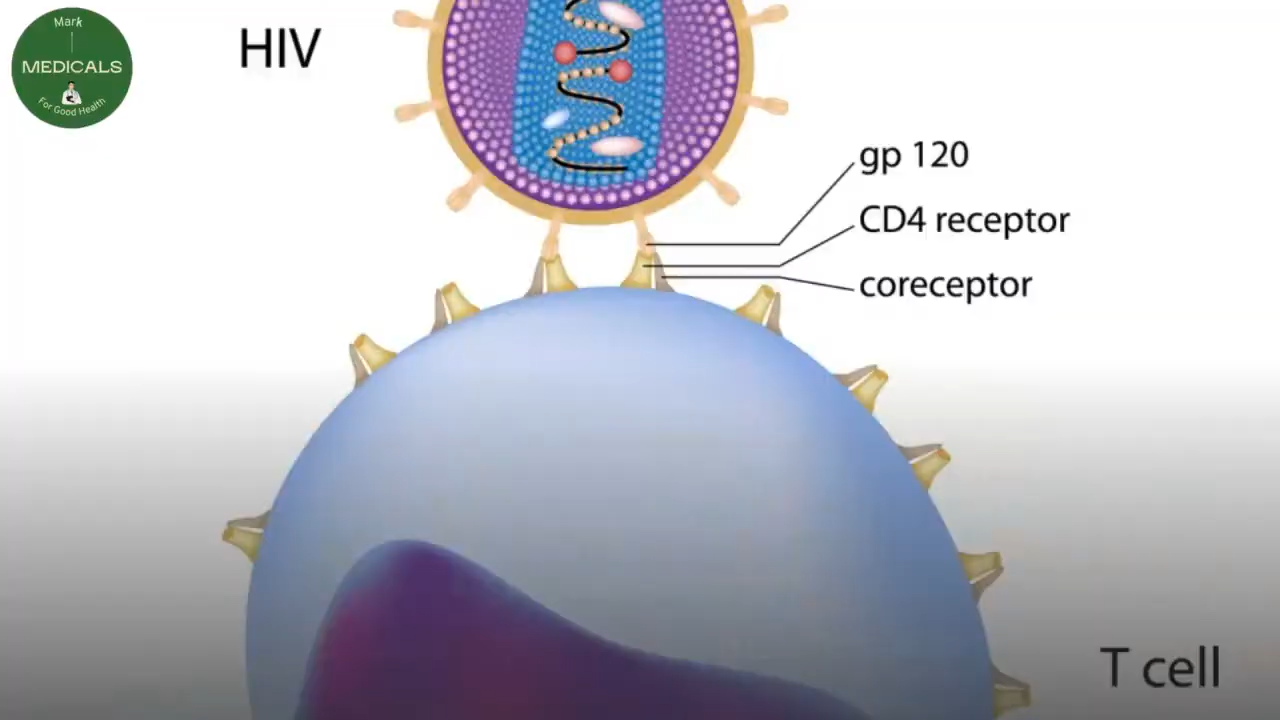 Mark
MEDICALS
For Good Health
HIV
gp 120
CD4 receptor
coreceptor
T cell